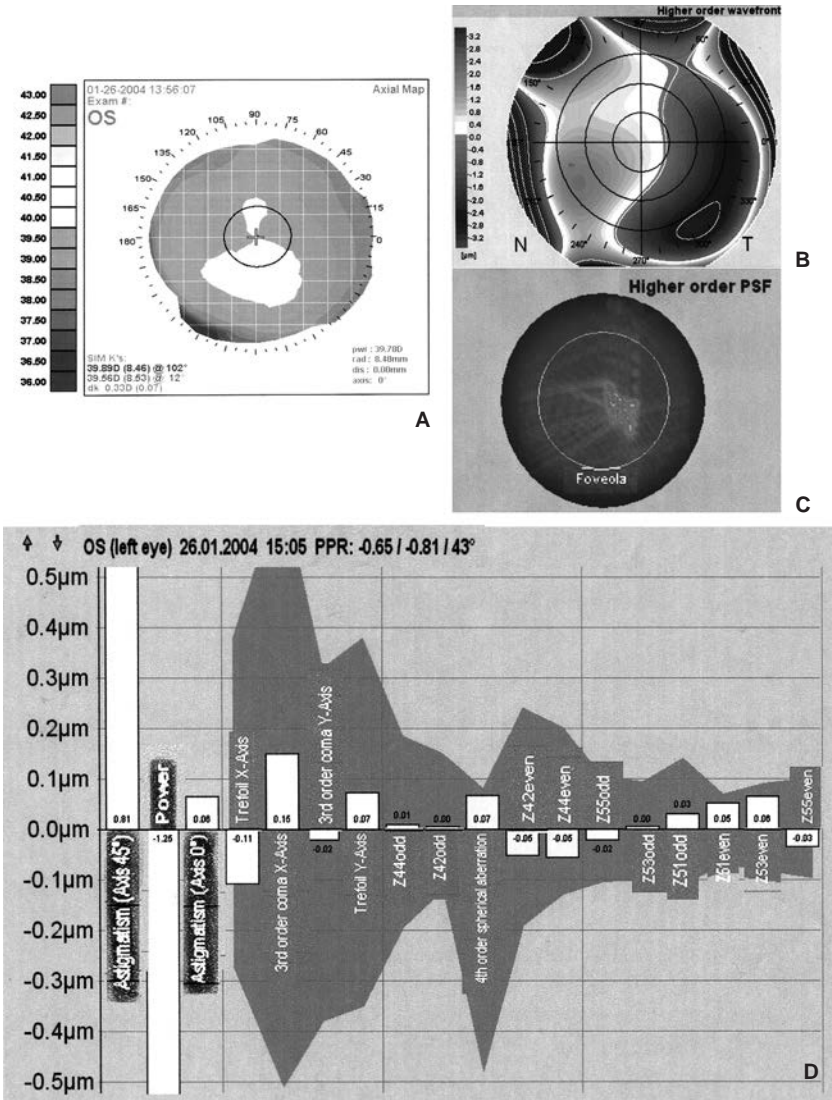 01-26-2004 13:56:07 Axial Map
Exam #:
OS
43.00
42.50
42.00
41.50
41.00
40.50
40.00
39.50
39.00
38.50
38.00
37.50
37.00
36.50
36.00
135
120
105
90
75
60
45
30
15
0
150
165
180
SIM K's:
39.89D (8.46) @ 102°
39.56D (8.53) @ 12°
dk 0.33D (0.07)
pwr : 39.78D
rad : 8.48mm
dis : 0.00mm
axis: 0°
A
Higher order wavefront
3.2
2.8
2.4
2.0
1.6
1.2
0.8
0.4
-0.4
-0.8
-1.2
-1.6
-2.0
-2.4
-2.8
-3.2
[µm]
150°
60°
0°
330°
240°
270°
300°
N
T
B
Higher order PSF
Foveola
C
OS (left eye) 26.01.2004 15:05 PPR: -0.65 / -0.81 / 43°
0.5µm
0.4µm
0.3µm
0.2µm
0.1µm
0.0µm
-0.1µm
-0.2µm
-0.3µm
-0.4µm
-0.5µm
0.81
Astigmatism (Axis 45°)
Power
-1.25
0.06
Astigmatism (Axis 0°)
Trefoil X-Axis
-0.11
0.15
3rd order coma X-Axis
3rd order coma Y-Axis
-0.02
0.07
Trefoil Y-Axis
0.01
Z44odd
0.00
Z42odd
0.07
4th order spherical aberration
Z42even
-0.05
Z44even
-0.05
Z55odd
-0.02
0.00
Z53odd
0.03
Z51odd
0.05
Z51even
0.06
Z53even
Z55even
-0.03
D